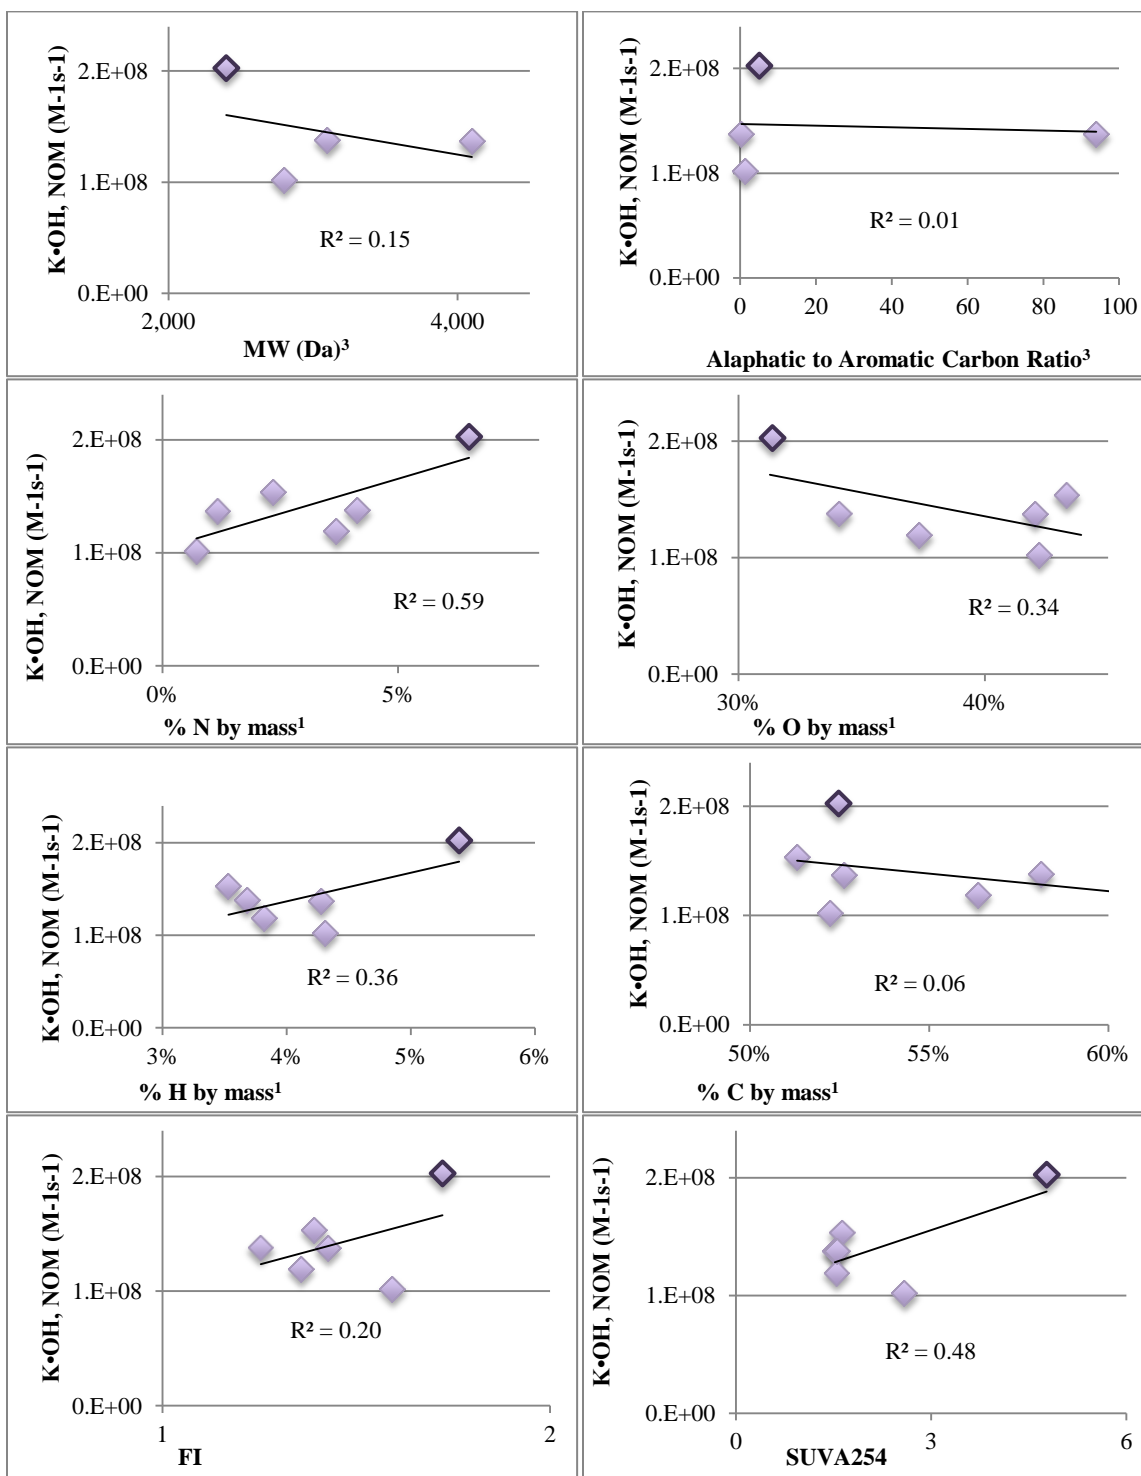 K•OH, NOM (M-1s-1)
2.E+08
1.E+08
0.E+00
R² = 0.15
2,000 4,000
MW (Da)³
K•OH, NOM (M-1s-1)
2.E+08
1.E+08
0.E+00
R² = 0.01
0 20 40 60 80 100
Alaphatic to Aromatic Carbon Ratio³
K•OH, NOM (M-1s-1)
2.E+08
1.E+08
0.E+00
R² = 0.59
0% 5%
% N by mass¹
K•OH, NOM (M-1s-1)
2.E+08
1.E+08
0.E+00
R² = 0.34
30% 40%
% O by mass¹
K•OH, NOM (M-1s-1)
2.E+08
1.E+08
0.E+00
R² = 0.36
3% 4% 5% 6%
% H by mass¹
K•OH, NOM (M-1s-1)
2.E+08
1.E+08
0.E+00
R² = 0.06
50% 55% 60%
% C by mass¹
K•OH, NOM (M-1s-1)
2.E+08
1.E+08
0.E+00
R² = 0.20
1 2
FI
K•OH, NOM (M-1s-1)
2.E+08
1.E+08
0.E+00
R² = 0.48
0 3 6
SUVA254